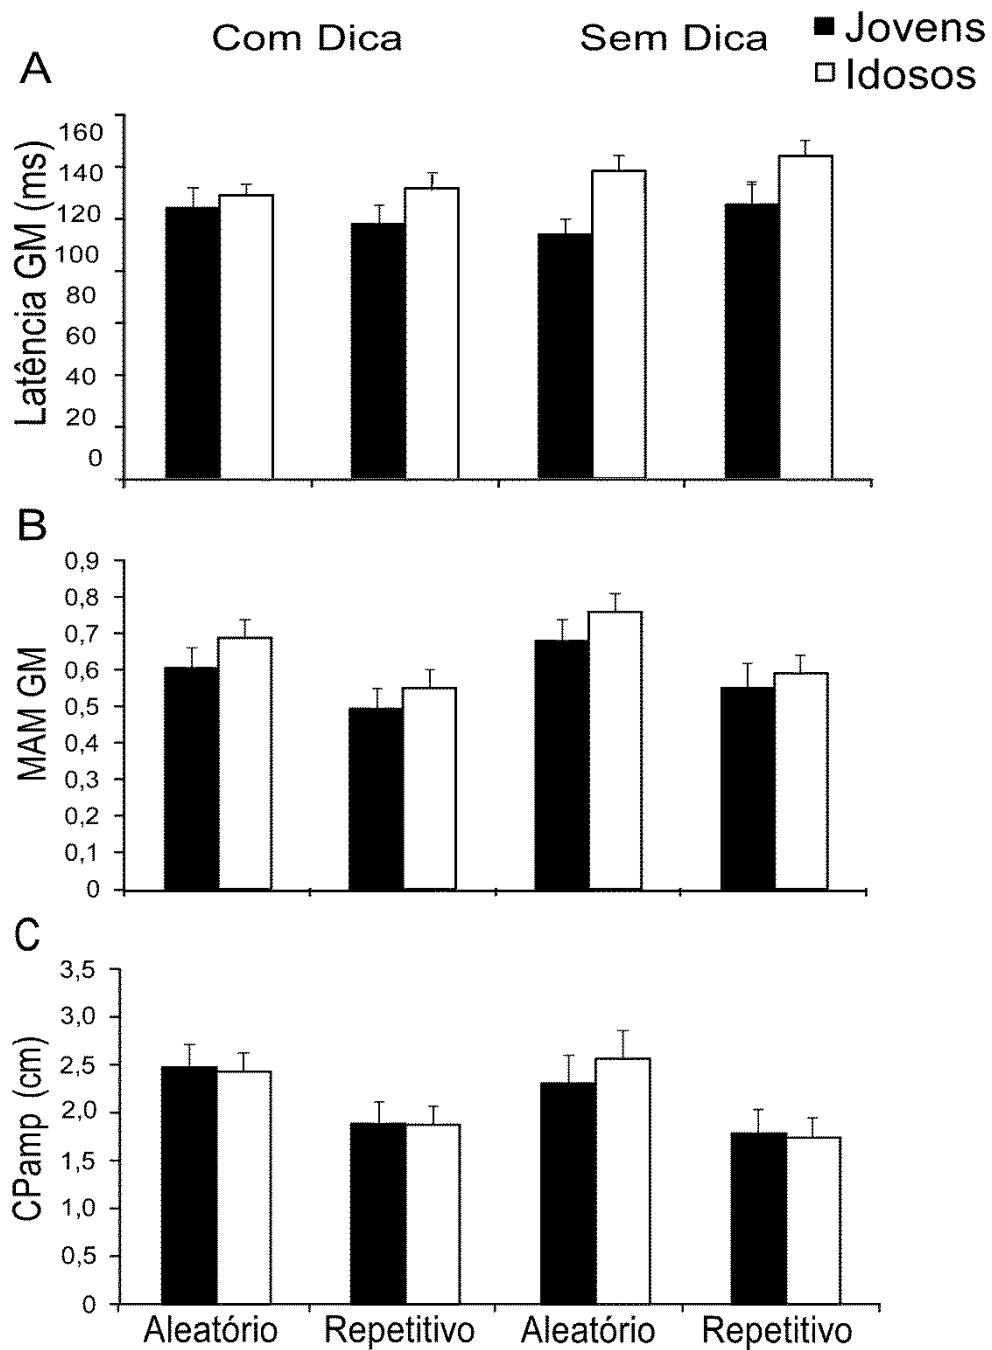 Com Dica
Sem Dica
Jovens
Idosos
A
Latência GM (ms)
160
140
120
100
80
60
40
20
0
B
MAM GM
0,9
0,8
0,7
0,6
0,5
0,4
0,3
0,2
0,1
0
C
CPamp (cm)
3,5
3,0
2,5
2,0
1,5
1,0
0,5
0
Aleatório
Repetitivo
Aleatório
Repetitivo